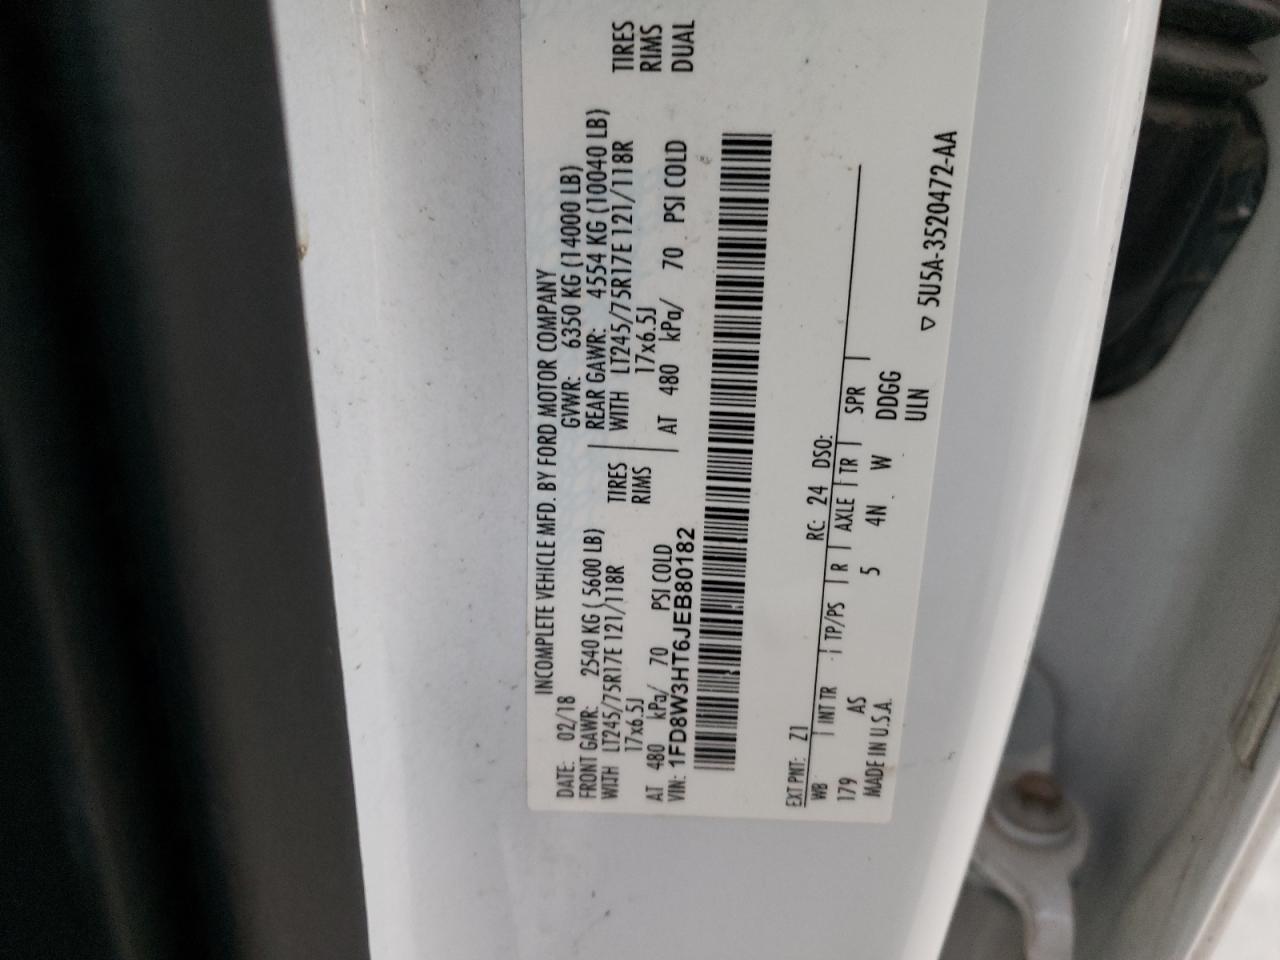 INCOMPLETE VEHICLE MFD. BY FORD MOTOR COMPANY
DATE: 02/18 GVWR: 6350 KG (14000 LB)
FRONT GAWR: 2540 KG ( 5600 LB) REAR GAWR: 4554 KG (10040 LB)
WITH LT245/75R17E 121/118R TIRES WITH LT245/75R17E 121/118R TIRES
17x6.5J RIMS 17x6.5J RIMS
AT 480 kPa/ 70 PSI COLD AT 480 kPa/ 70 PSI COLD DUAL
VIN: 1FD8W3HT6JEB80182
EXT PNT: Z1 RC: 24 DSO:
WB INT TR TP/PS R AXLE TR SPR
179 AS 5 4N W DDGG
MADE IN U.S.A. ULN
▽ 5U5A-3520472-AA